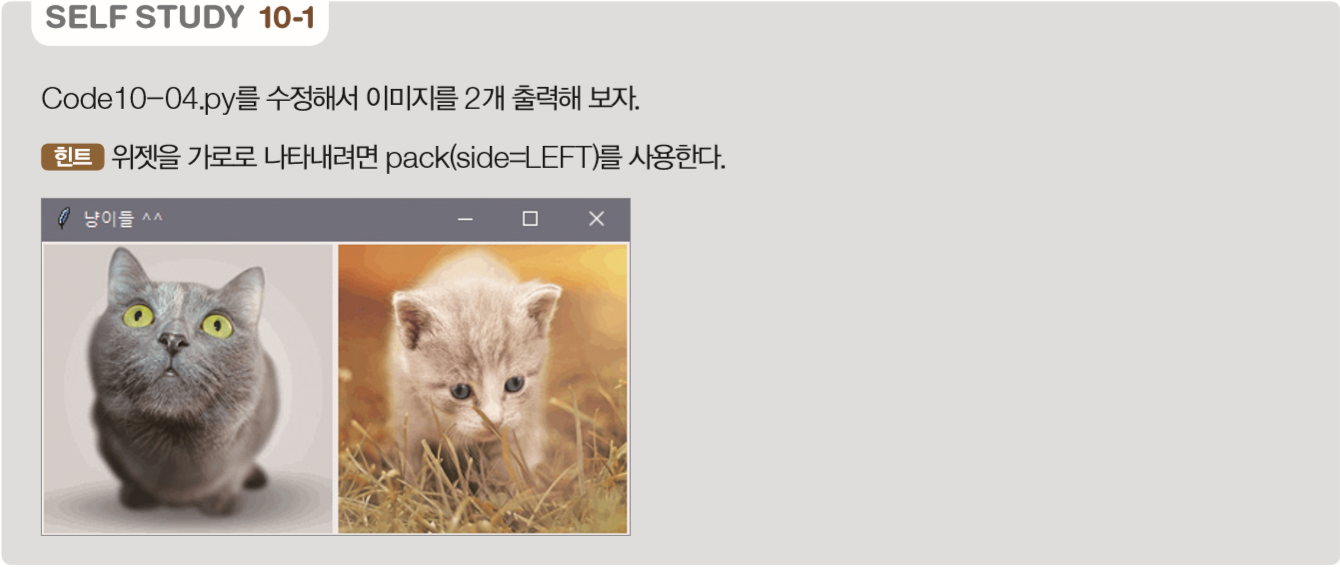 SELF STUDY 10-1
Code10-04.py를 수정해서 이미지를 2개 출력해 보자.
힌트 위젯을 가로로 나타내려면 pack(side=LEFT)를 사용한다.
냥이들 ^^